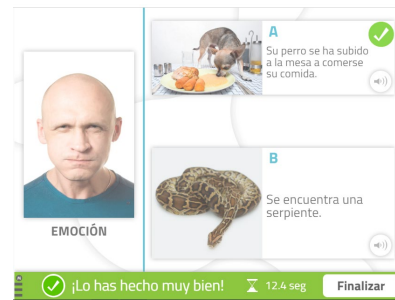 A
Su perro se ha subido
a la mesa a comerse
su comida.
EMOCIÓN
B
Se encuentra una
serpiente.
¡Lo has hecho muy bien!
12.4 seg
Finalizar